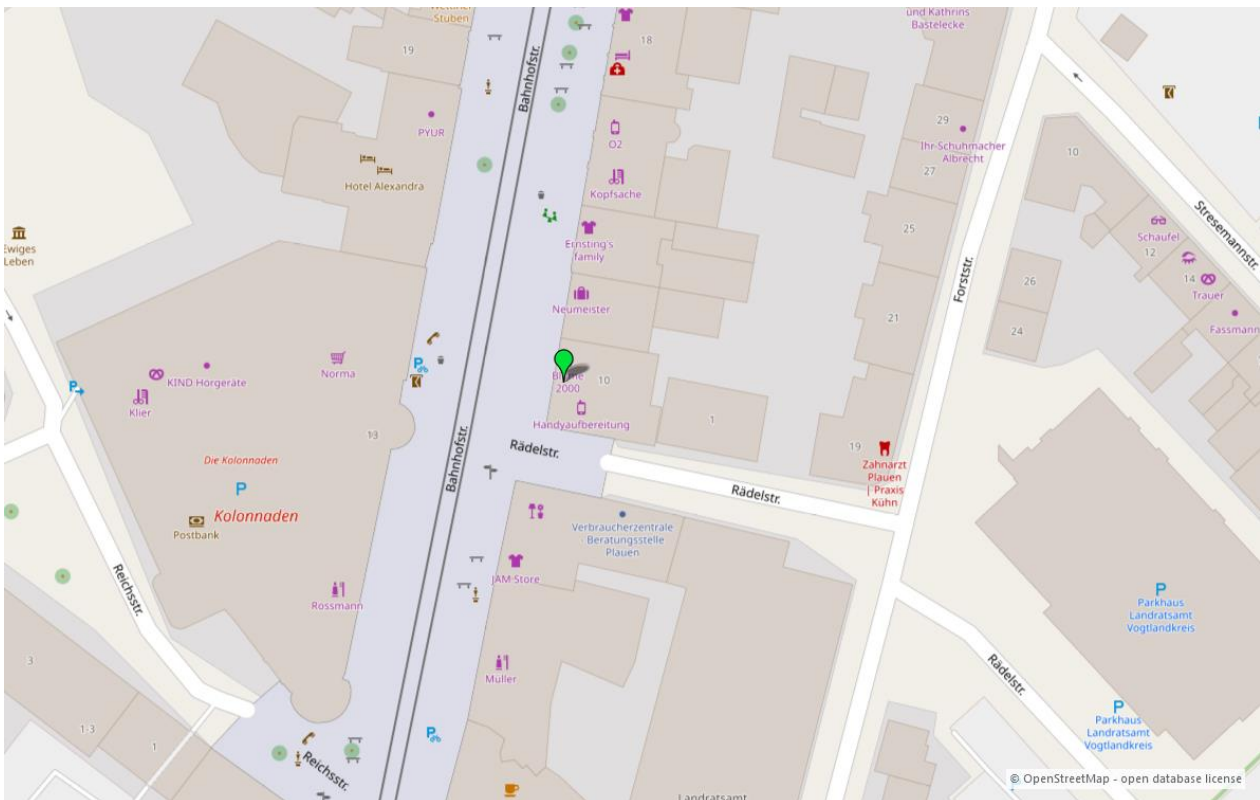 Stuben
19
18
und Kathrins
Bastelecke
Bahnhofstr.
PYUR
O2
29
Ihr Schuhmacher
Albrecht
27
10
Hotel Alexandra
Kopfsache
Stresemannstr.
Ewiges
Leben
Ernsting's
family
25
Schaufel
12
14
Trauer
Forststr.
26
Neumeister
21
24
Fassmann
Norma
KIND Hörgeräte
Klier
2000
10
Handyaufbereitung
1
13
Rädelstr.
Bahnhofstr.
19
Zahnarzt
Plauen
| Praxis
Kühn
Die Kolonnaden
P
Kolonnaden
Rädelstr.
Postbank
Verbraucherzentrale
- Beratungsstelle
Plauen
JAM Store
Reichsstr.
Rossmann
P
Parkhaus
Landratsamt
Vogtlandkreis
3
Müller
Rädelstr.
1-3
1
P
Parkhaus
Landratsamt
Vogtlandkreis
Reichsstr.
Landratsamt
© OpenStreetMap - open database license